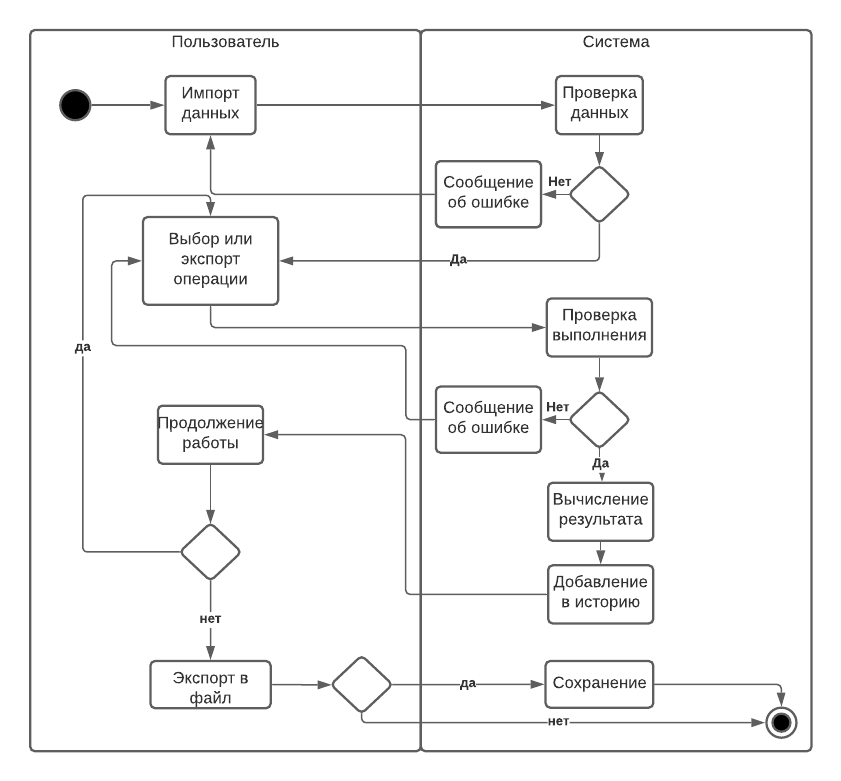 Пользователь
Система
Импорт
данных
Проверка
данных
Сообщение
об ошибке
Нет
Выбор или
экспорт
операции
Да
Проверка
выполнения
да
Сообщение
об ошибке
Нет
Продолжение
работы
Да
Вычисление
результата
Добавление
в историю
нет
Экспорт в
файл
да
Сохранение
нет